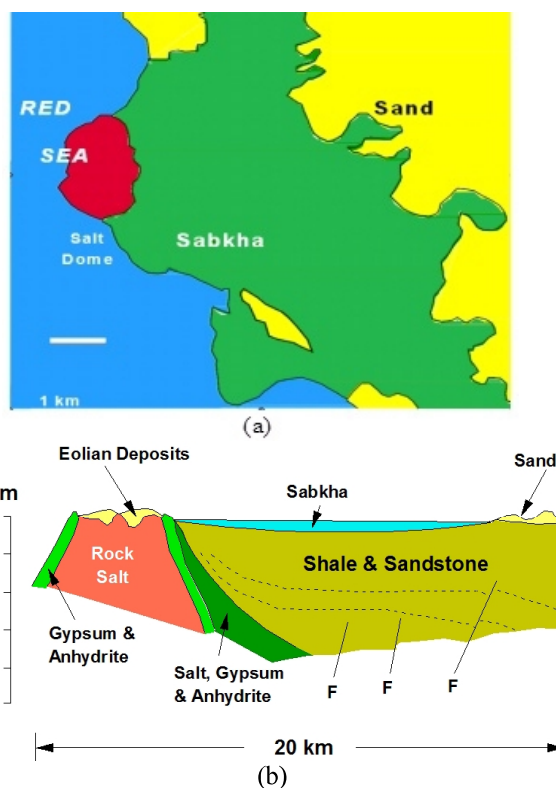 RED
SEA
Sand
Salt
Dome
Sabkha
1 km
(a)
Eolian Deposits
m
Sabkha
Sand
Rock
Salt
Shale & Sandstone
Gypsum &
Anhydrite
Salt, Gypsum
& Anhydrite
F
F
F
20 km
(b)